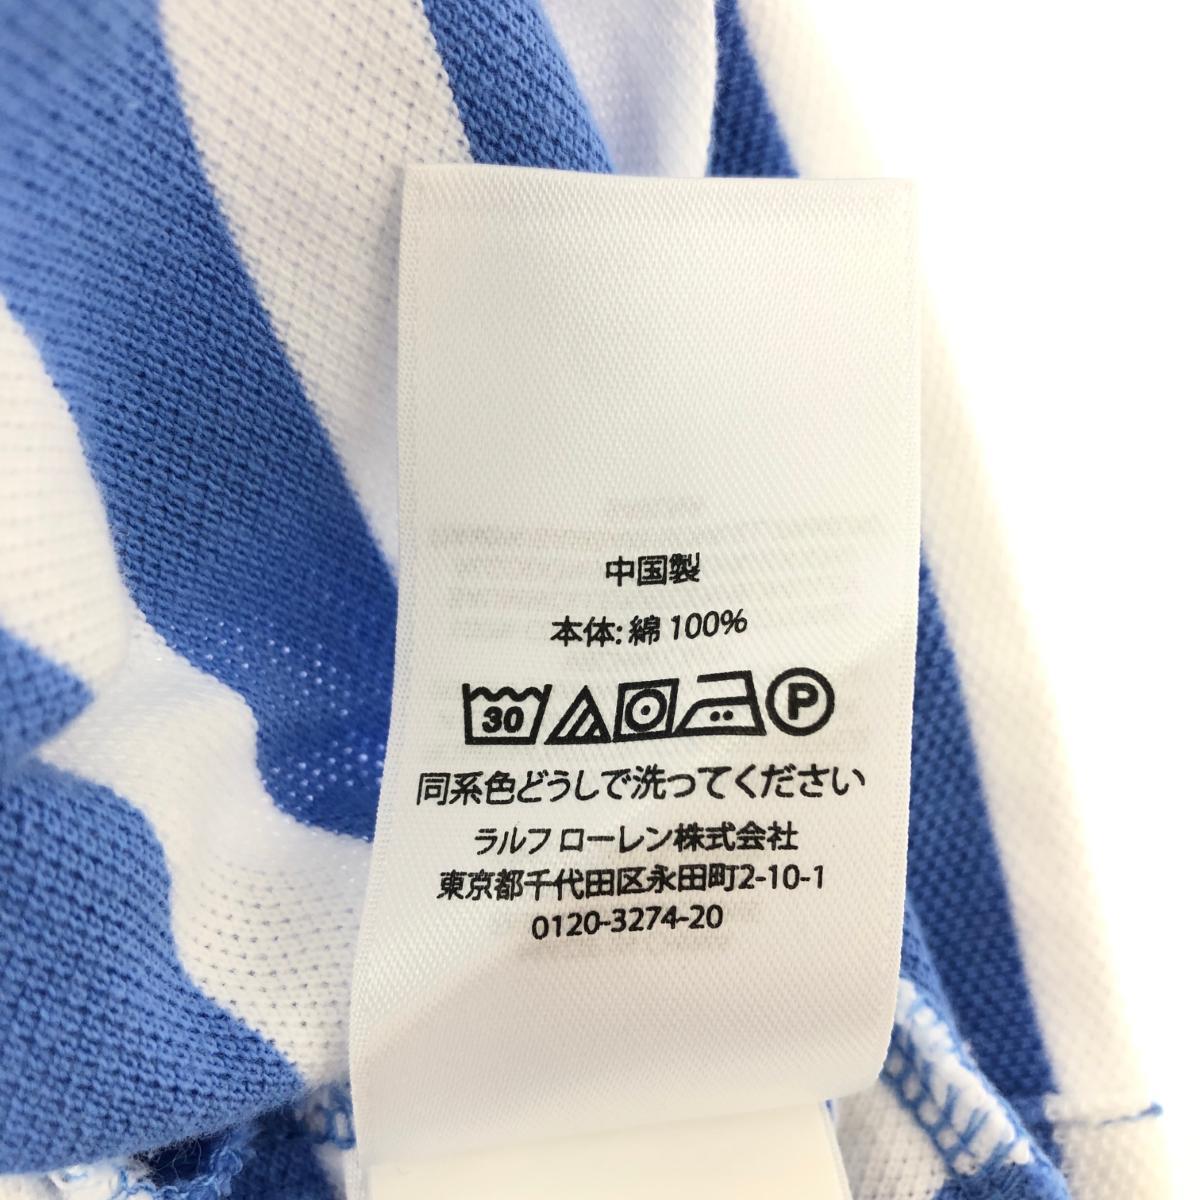 中国製
本体: 綿 100%
30 P
同系色どうしで洗ってください
ラルフ ローレン株式会社
東京都千代田区永田町2-10-1
0120-3274-20